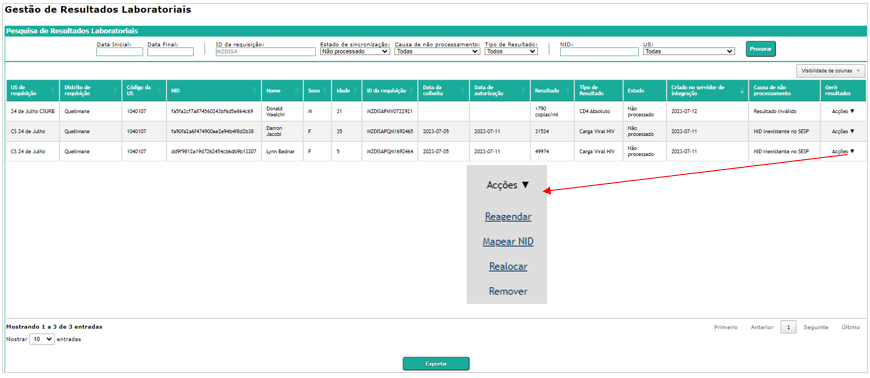 Gestão de Resultados Laboratoriais
Pesquisa de Resultados Laboratoriais
Data Inicial: Data Final: ID da requisição: Estado de sincronização: Causa de não processamento: Tipo de Resultado: NID: US:
MZDISA Não processado Todas Todos Todas Procurar
Visibilidade de colunas
US de requisição Distrito de requisição Código da US NID Nome Sexo Idade ID da requisição Data da colheita Data de autorização Resultado Tipo de Resultado Estado Criado no servidor de integração Causa de não processamento Gerir resultados
24 de Julho CSURB Quelimane 1040107 fa5fa2cf7a874560243bf6d5e864c69 Donald Waelchi M 21 MZDISAPMV0722921 <790 copias/ml CD4 Absoluto Não processado 2023-07-12 Resultado inválido Acções ▼
CS 24 de Julho Quelimane 1040107 fa90fa2a6f474900ae2e94b4f8d2b38 Darron Jacobi F 35 MZDISAPQM1692465 2023-07-05 2023-07-11 31524 Carga Viral HIV Não processado 2023-07-11 NID inexistente no SESP Acções ▼
CS 24 de Julho Quelimane 1040107 dd9f9812a19d7262454cb6db9b13207 Lynn Bednar F 5 MZDISAPQM1692464 2023-07-05 2023-07-11 49974 Carga Viral HIV Não processado 2023-07-11 NID inexistente no SESP Acções ▼
Acções ▼
Reagendar
Mapear NID
Realocar
Remover
Mostrando 1 a 3 de 3 entradas
Primeiro Anterior 1 Seguinte Último
Mostrar 10 entradas
Exportar